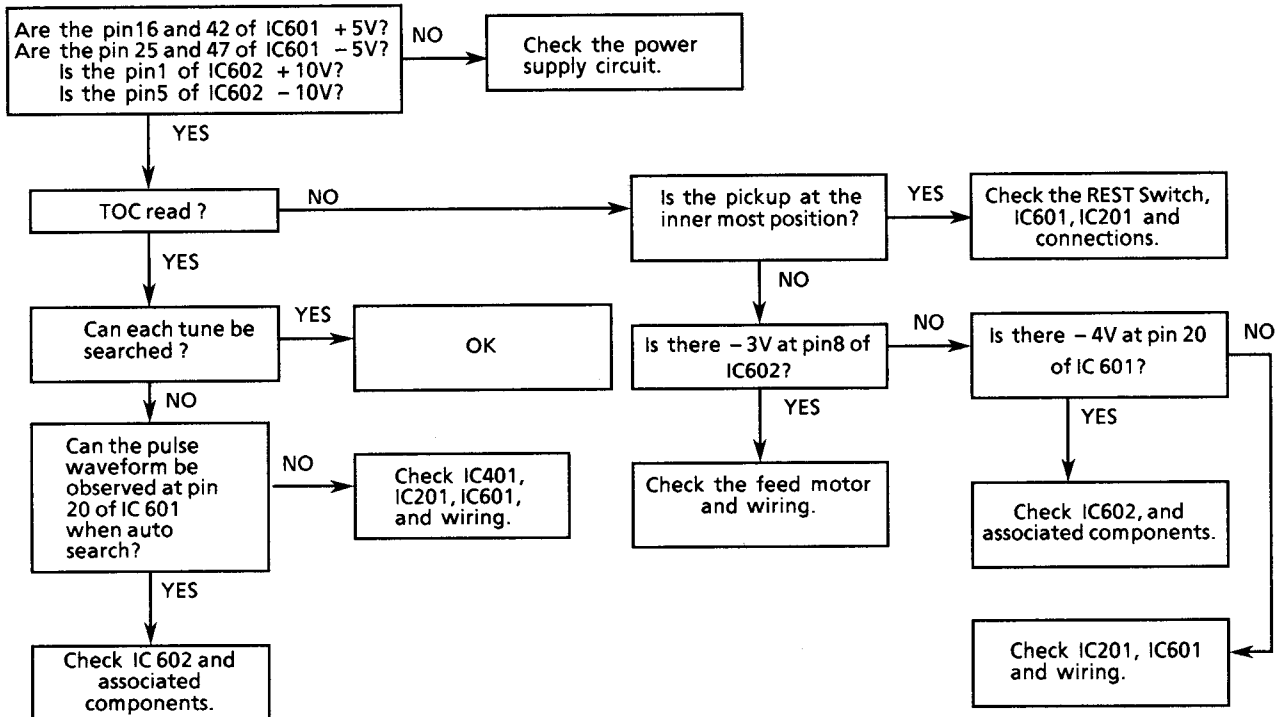 Are the pin16 and 42 of IC601 +5V?
Are the pin 25 and 47 of IC601 –5V?
Is the pin1 of IC602 +10V?
Is the pin5 of IC602 –10V?
NO
Check the power
supply circuit.
YES
TOC read ?
NO
Is the pickup at the
inner most position?
YES
Check the REST Switch,
IC601, IC201 and
connections.
YES
NO
Can each tune be
searched ?
YES
OK
Is there –3V at pin8 of
IC602?
NO
Is there –4V at pin 20
of IC 601?
NO
NO
YES
YES
Can the pulse
waveform be
observed at pin
20 of IC 601
when auto
search?
NO
Check IC401,
IC201, IC601,
and wiring.
Check the feed motor
and wiring.
Check IC602, and
associated components.
YES
Check IC 602 and
associated
components.
Check IC201, IC601
and wiring.